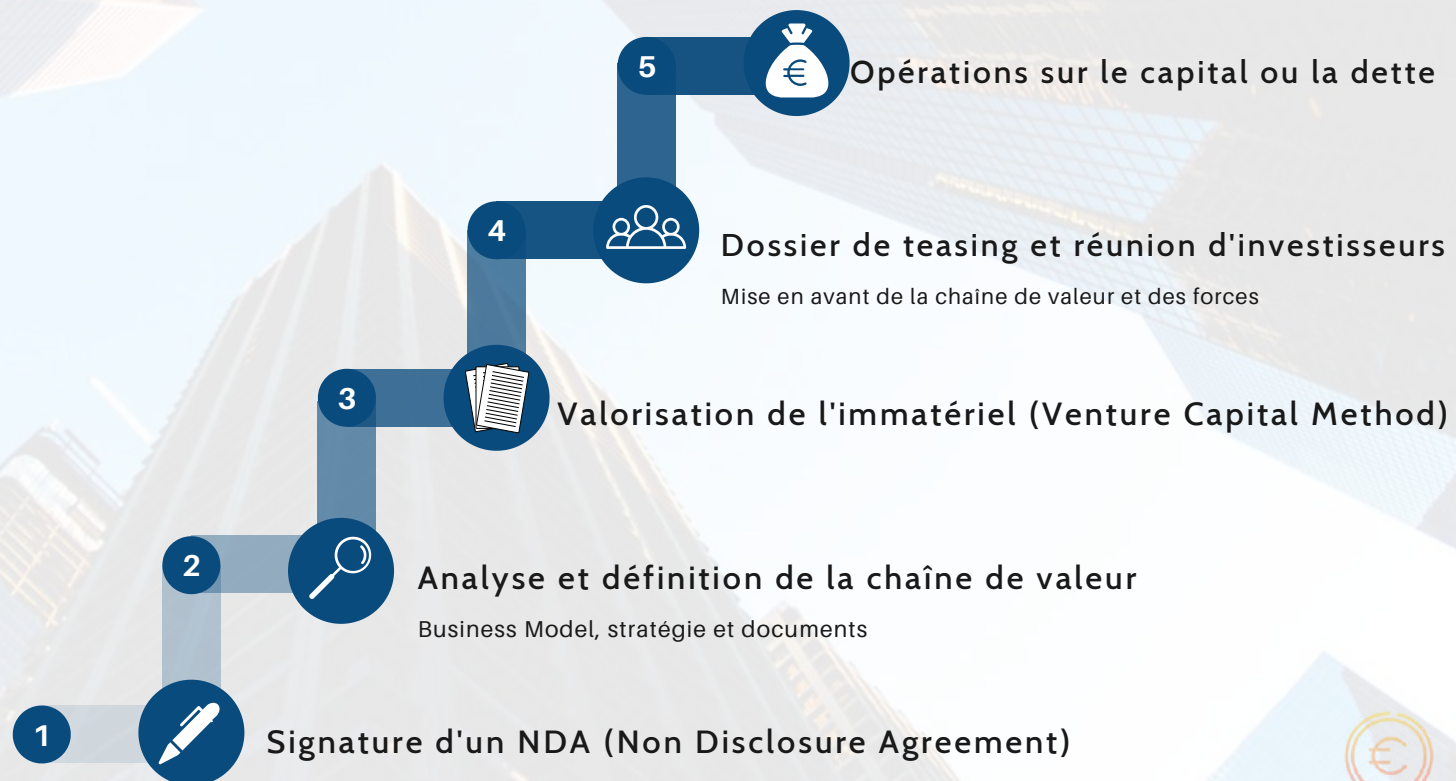 5
Opérations sur le capital ou la dette
4
Dossier de teasing et réunion d'investisseurs
Mise en avant de la chaîne de valeur et des forces
3
Valorisation de l'immatériel (Venture Capital Method)
2
Analyse et définition de la chaîne de valeur
Business Model, stratégie et documents
1
Signature d'un NDA (Non Disclosure Agreement)